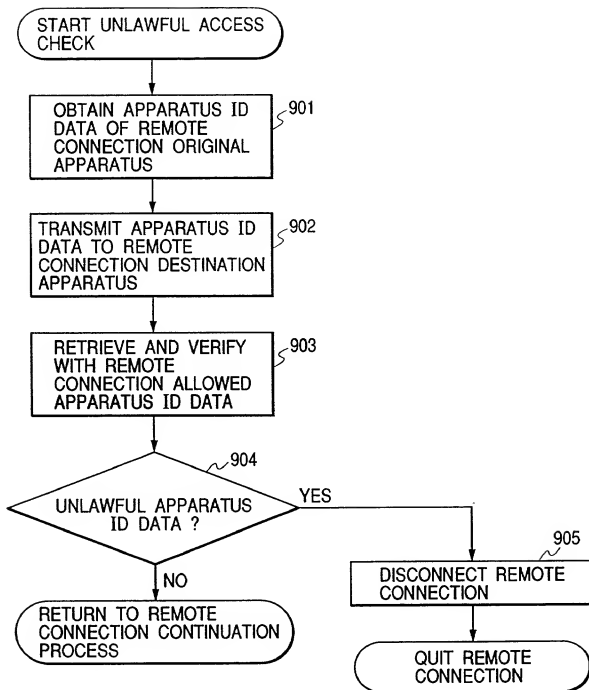 START UNLAWFUL ACCESS
CHECK
OBTAIN APPARATUS ID
DATA OF REMOTE
CONNECTION ORIGINAL
APPARATUS
901
TRANSMIT APPARATUS ID
DATA TO REMOTE
CONNECTION DESTINATION
APPARATUS
902
RETRIEVE AND VERIFY
WITH REMOTE
CONNECTION ALLOWED
APPARATUS ID DATA
903
904
UNLAWFUL APPARATUS
ID DATA ?
YES
NO
905
DISCONNECT REMOTE
CONNECTION
RETURN TO REMOTE
CONNECTION CONTINUATION
PROCESS
QUIT REMOTE
CONNECTION